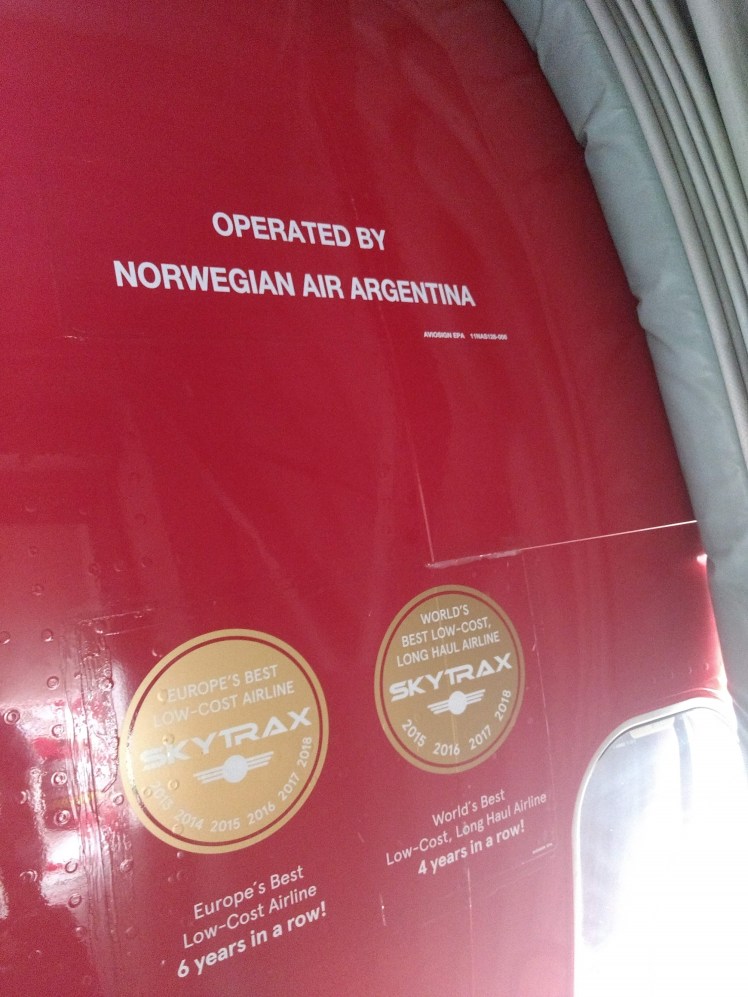 OPERATED BY
NORWEGIAN AIR ARGENTINA
AVIOSIGN EPA
EUROPE'S BEST
LOW-COST AIRLINE
SKYTRAX
2013 2014 2015 2016 2017 2018
Europe's Best
Low-Cost Airline
6 years in a row!
WORLD'S
BEST LOW-COST,
LONG HAUL AIRLINE
SKYTRAX
2015 2016 2017 2018
World's Best
Low-Cost, Long Haul Airline
4 years in a row!